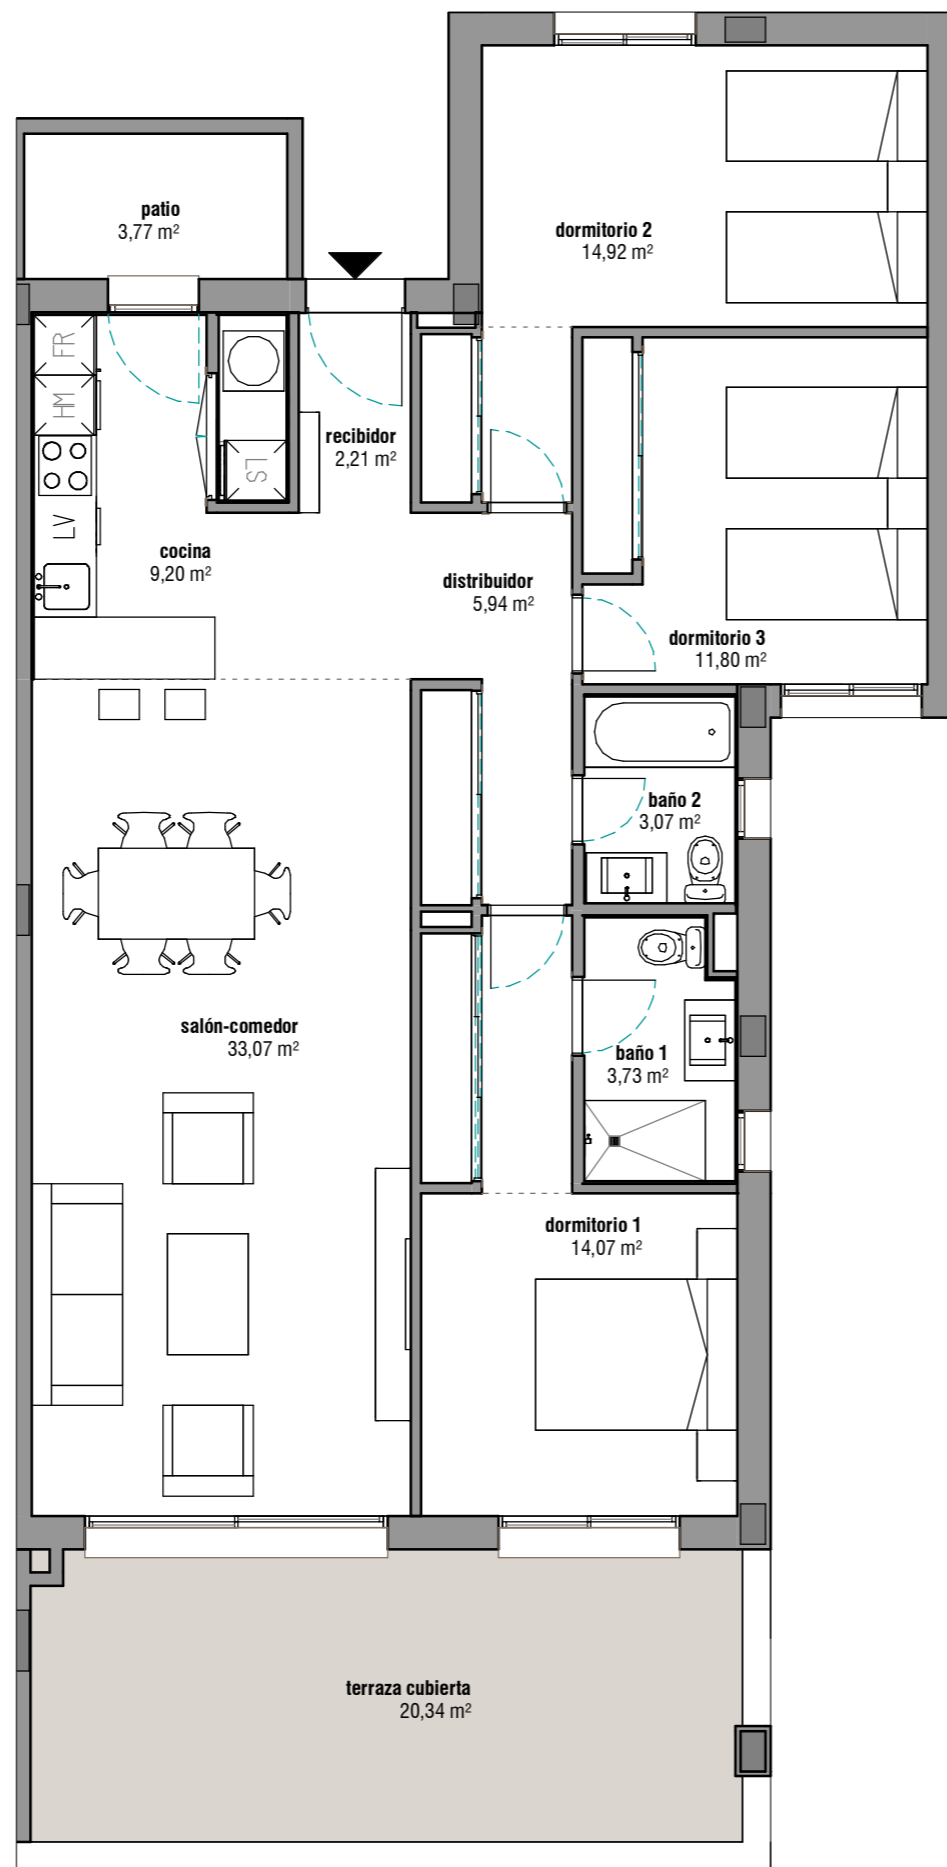 patio
3,77 m²
dormitorio 2
14,92 m²
FR
HM
recibidor
2,21 m²
LS
LV
cocina
9,20 m²
distribuidor
5,94 m²
dormitorio 3
11,80 m²
baño 2
3,07 m²
salón-comedor
33,07 m²
baño 1
3,73 m²
dormitorio 1
14,07 m²
terraza cubierta
20,34 m²